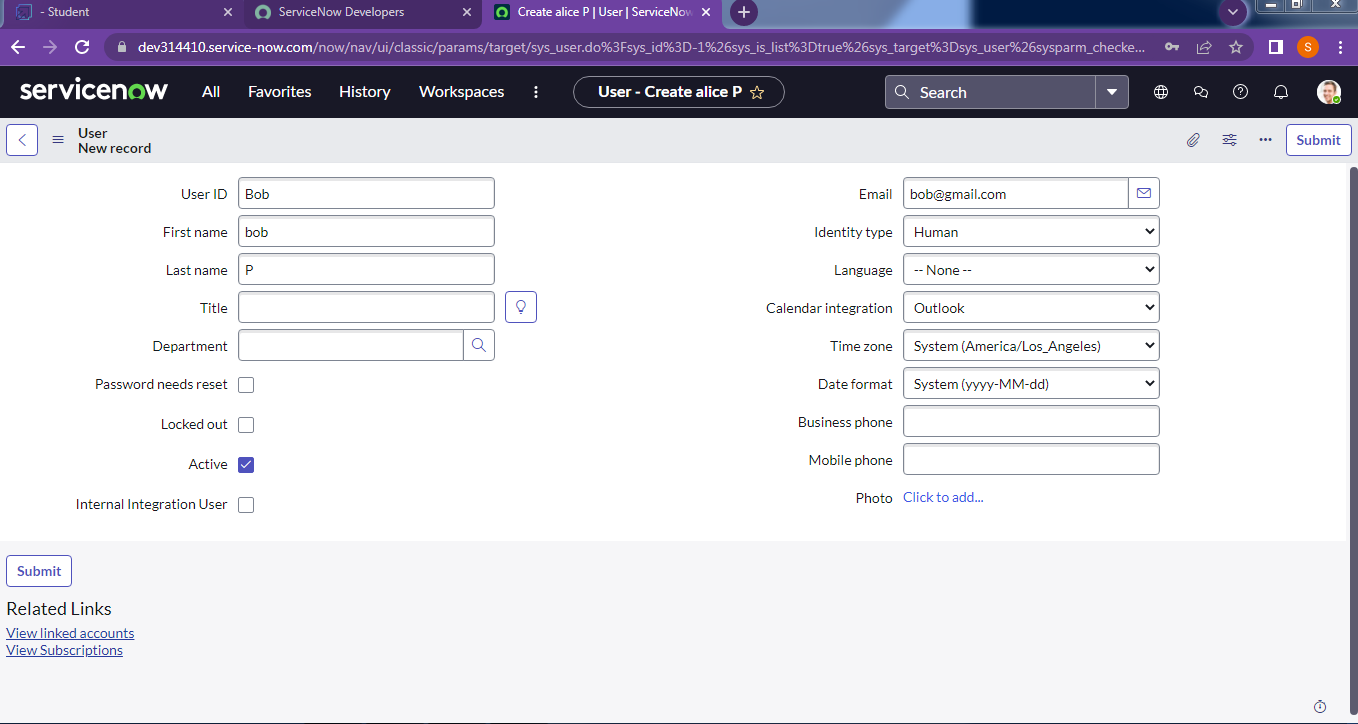 - Student
ServiceNow Developers
Create alice P | User | ServiceNow
dev314410.service-now.com/now/nav/ui/classic/params/target/sys_user.do%3Fsys_id%3D-1%26sys_is_list%3Dtrue%26sys_target%3Dsys_user%26sysparm_checke...
S
servicenow
All
Favorites
History
Workspaces
User - Create alice P
Search
User
New record
Submit
User ID
Bob
First name
bob
Last name
P
Title
Department
Password needs reset
Locked out
Active
Internal Integration User
Email
bob@gmail.com
Identity type
Human
Language
-- None --
Calendar integration
Outlook
Time zone
System (America/Los_Angeles)
Date format
System (yyyy-MM-dd)
Business phone
Mobile phone
Photo
Click to add...
Submit
Related Links
View linked accounts
View Subscriptions